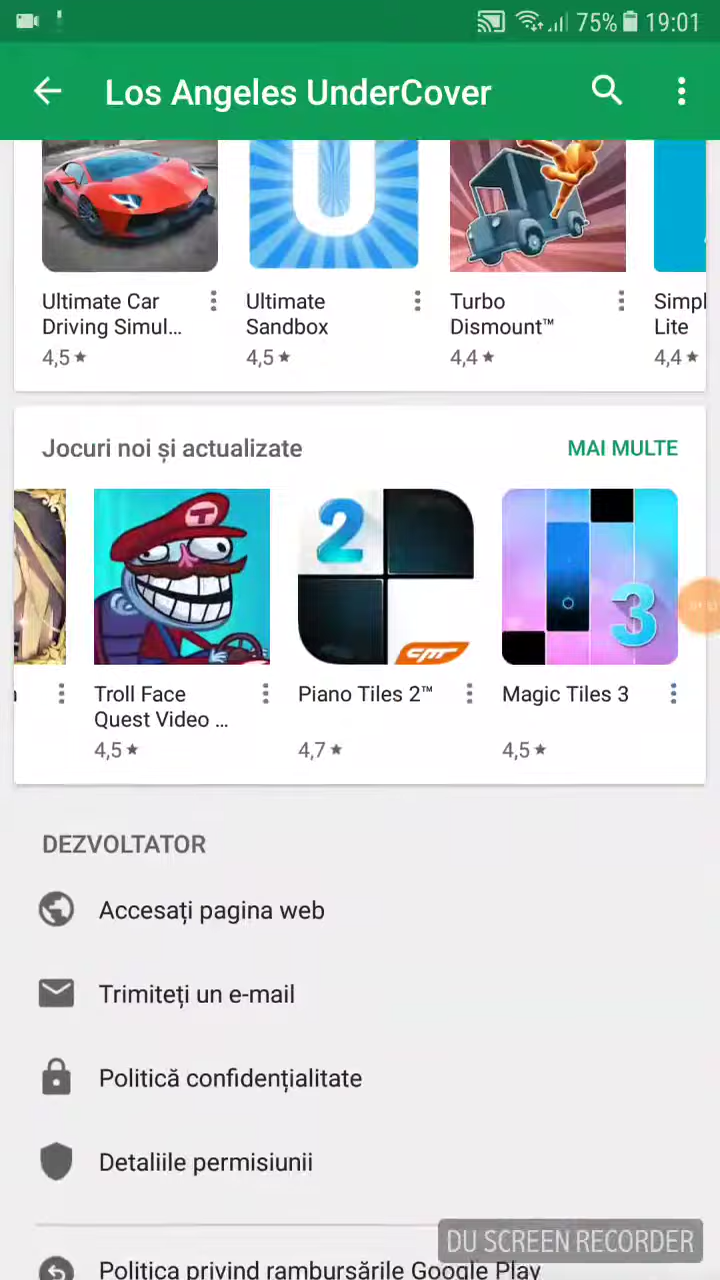 75% 19:01
Los Angeles UnderCover
Ultimate Car
Driving Simul...
4,5 ★
Ultimate
Sandbox
4,5 ★
Turbo
Dismount™
4,4 ★
Simpl
Lite
4,4 ★
Jocuri noi și actualizate
MAI MULTE
T
2
CMT
3
Troll Face
Quest Video ...
4,5 ★
Piano Tiles 2™
4,7 ★
Magic Tiles 3
4,5 ★
DEZVOLTATOR
Accesați pagina web
Trimiteți un e-mail
Politică confidențialitate
Detaliile permisiunii
DU SCREEN RECORDER
Politica privind rambursările Google Play